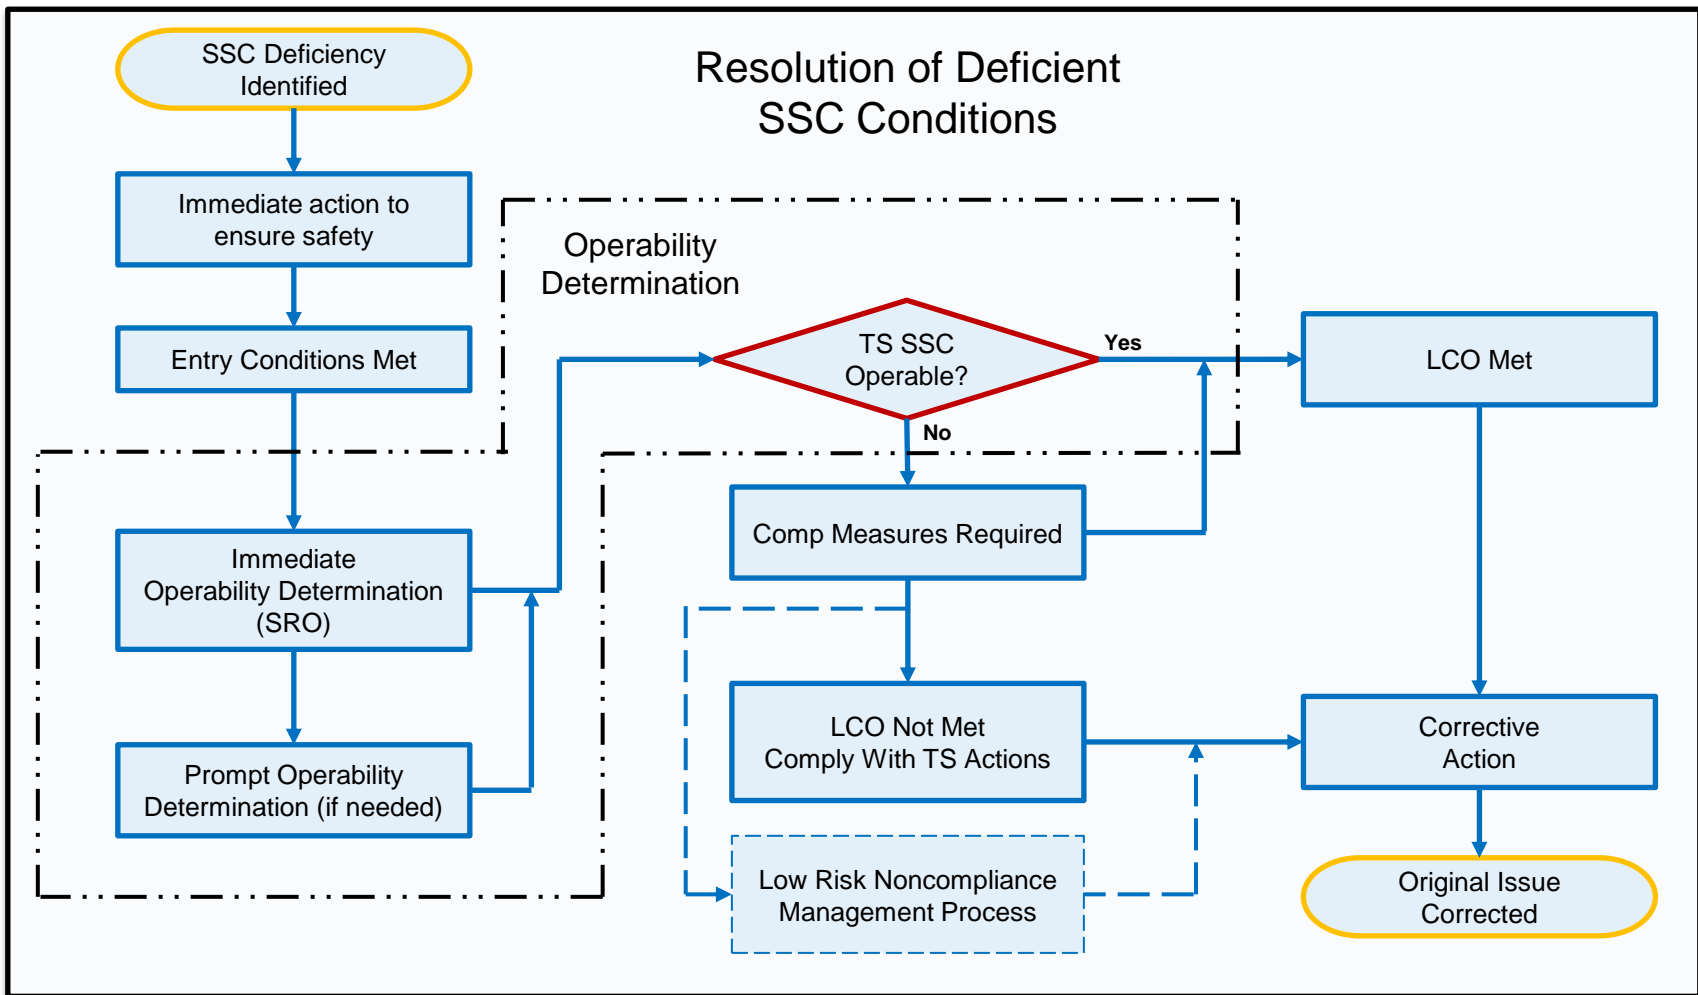 SSC Deficiency
Identified
Resolution of Deficient
SSC Conditions
Immediate action to
ensure safety
Operability
Determination
Entry Conditions Met
TS SSC
Operable?
Yes
No
LCO Met
Comp Measures Required
Immediate
Operability Determination
(SRO)
LCO Not Met
Comply With TS Actions
Corrective
Action
Prompt Operability
Determination (if needed)
Low Risk Noncompliance
Management Process
Original Issue
Corrected